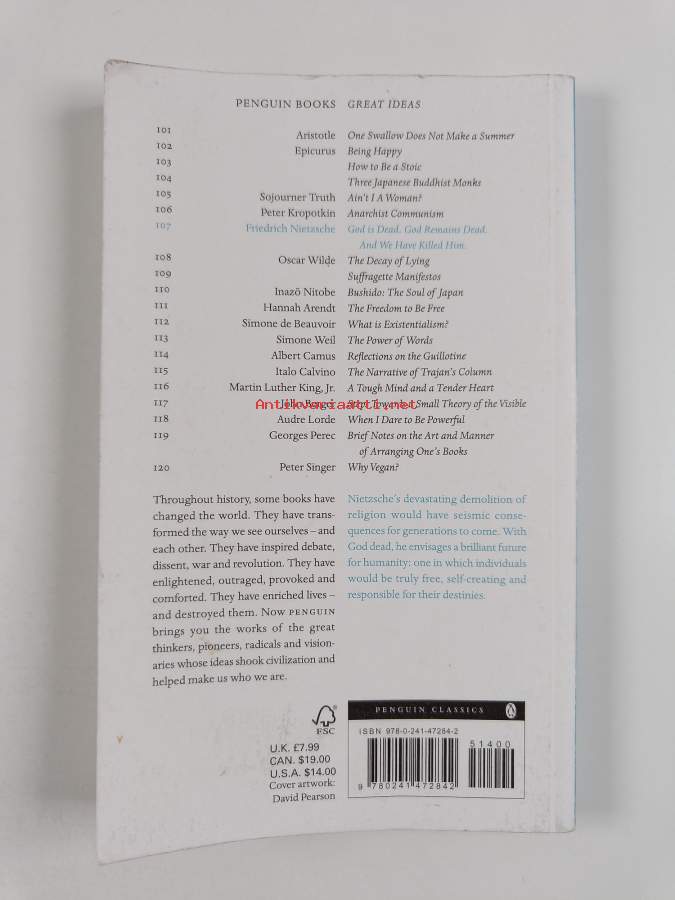 PENGUIN BOOKS GREAT IDEAS
101 Aristotle One Swallow Does Not Make a Summer
102 Epicurus Being Happy
103 How to Be a Stoic
104 Three Japanese Buddhist Monks
105 Sojourner Truth Ain't I A Woman?
106 Peter Kropotkin Anarchist Communism
107 Friedrich Nietzsche God is Dead. God Remains Dead.
And We Have Killed Him.
108 Oscar Wilde The Decay of Lying
109 Suffragette Manifestos
110 Inazō Nitobe Bushido: The Soul of Japan
111 Hannah Arendt The Freedom to Be Free
112 Simone de Beauvoir What is Existentialism?
113 Simone Weil The Power of Words
114 Albert Camus Reflections on the Guillotine
115 Italo Calvino The Narrative of Trajan's Column
116 Martin Luther King, Jr. A Tough Mind and a Tender Heart
117 John Berger Steps Towards a Small Theory of the Visible
Antikvariaatti.net
118 Audre Lorde When I Dare to Be Powerful
119 Georges Perec Brief Notes on the Art and Manner
of Arranging One's Books
120 Peter Singer Why Vegan?
Throughout history, some books have
changed the world. They have trans-
formed the way we see ourselves – and
each other. They have inspired debate,
dissent, war and revolution. They have
enlightened, outraged, provoked and
comforted. They have enriched lives –
and destroyed them. Now PENGUIN
brings you the works of the great
thinkers, pioneers, radicals and vision-
aries whose ideas shook civilization and
helped make us who we are.
Nietzsche's devastating demolition of
religion would have seismic conse-
quences for generations to come. With
God dead, he envisages a brilliant future
for humanity: one in which individuals
would be truly free, self-creating and
responsible for their destinies.
FSC®
U.K. £7.99
CAN. $19.00
U.S.A. $14.00
Cover artwork:
David Pearson
PENGUIN CLASSICS
ISBN 978-0-241-47284-2
51400
9 780241 472842